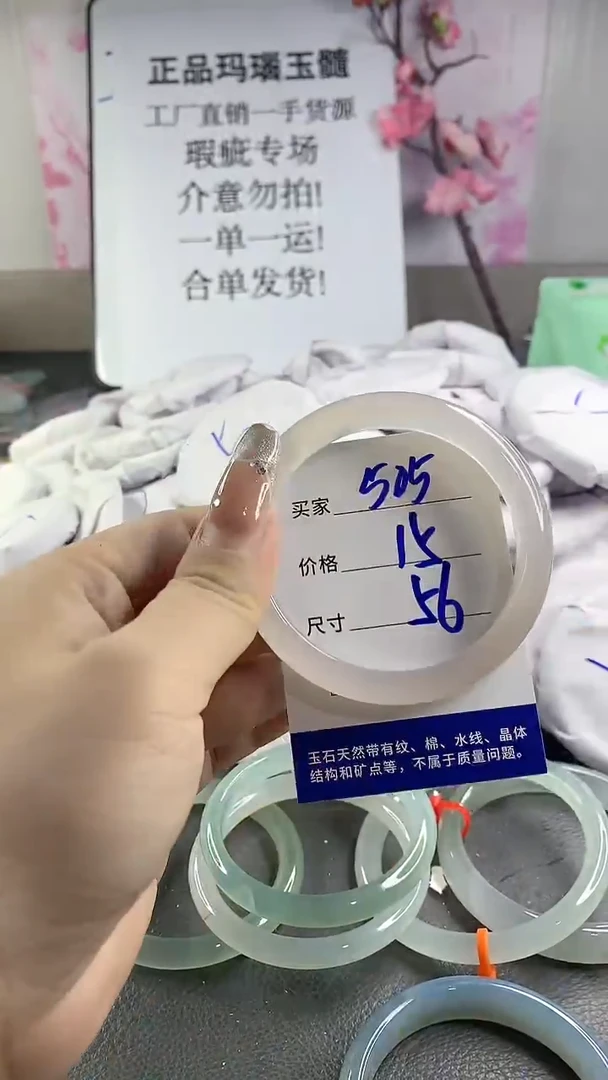 正品玛瑙玉髓
工厂直销一手货源
瑕疵专场
介意勿拍!
一单一运!
合单发货!
买家 505
价格 15
尺寸 56
玉石天然带有纹、棉、水线、晶体
结构和矿点等，不属于质量问题。